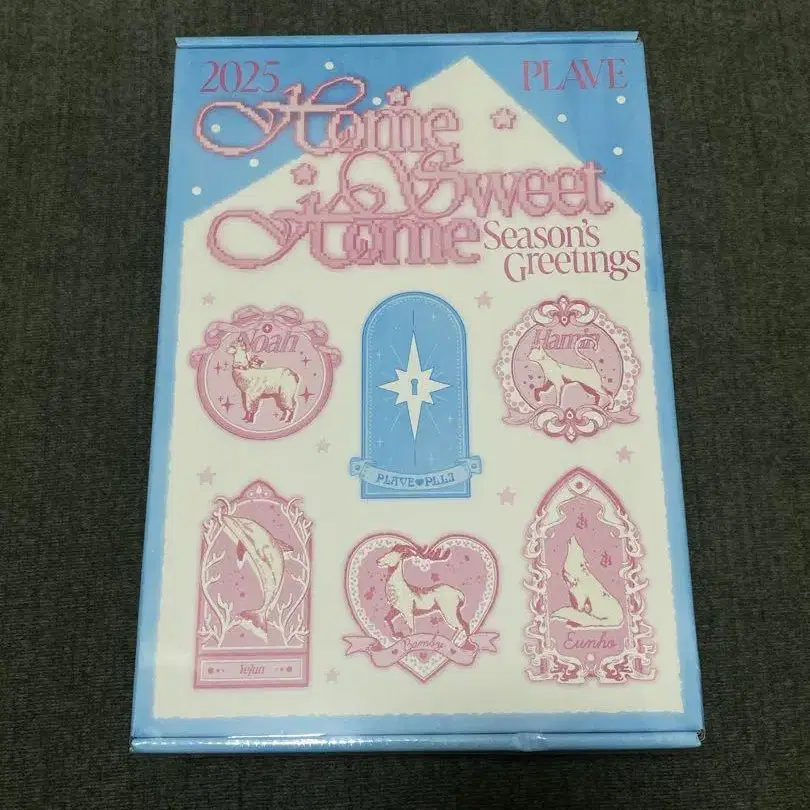 2025
PLAVE
Home
Sweet
Home
Season's
Greetings
Noah
Hamin
PLAVE♥PLLI
Yejun
Bamby
Eunho